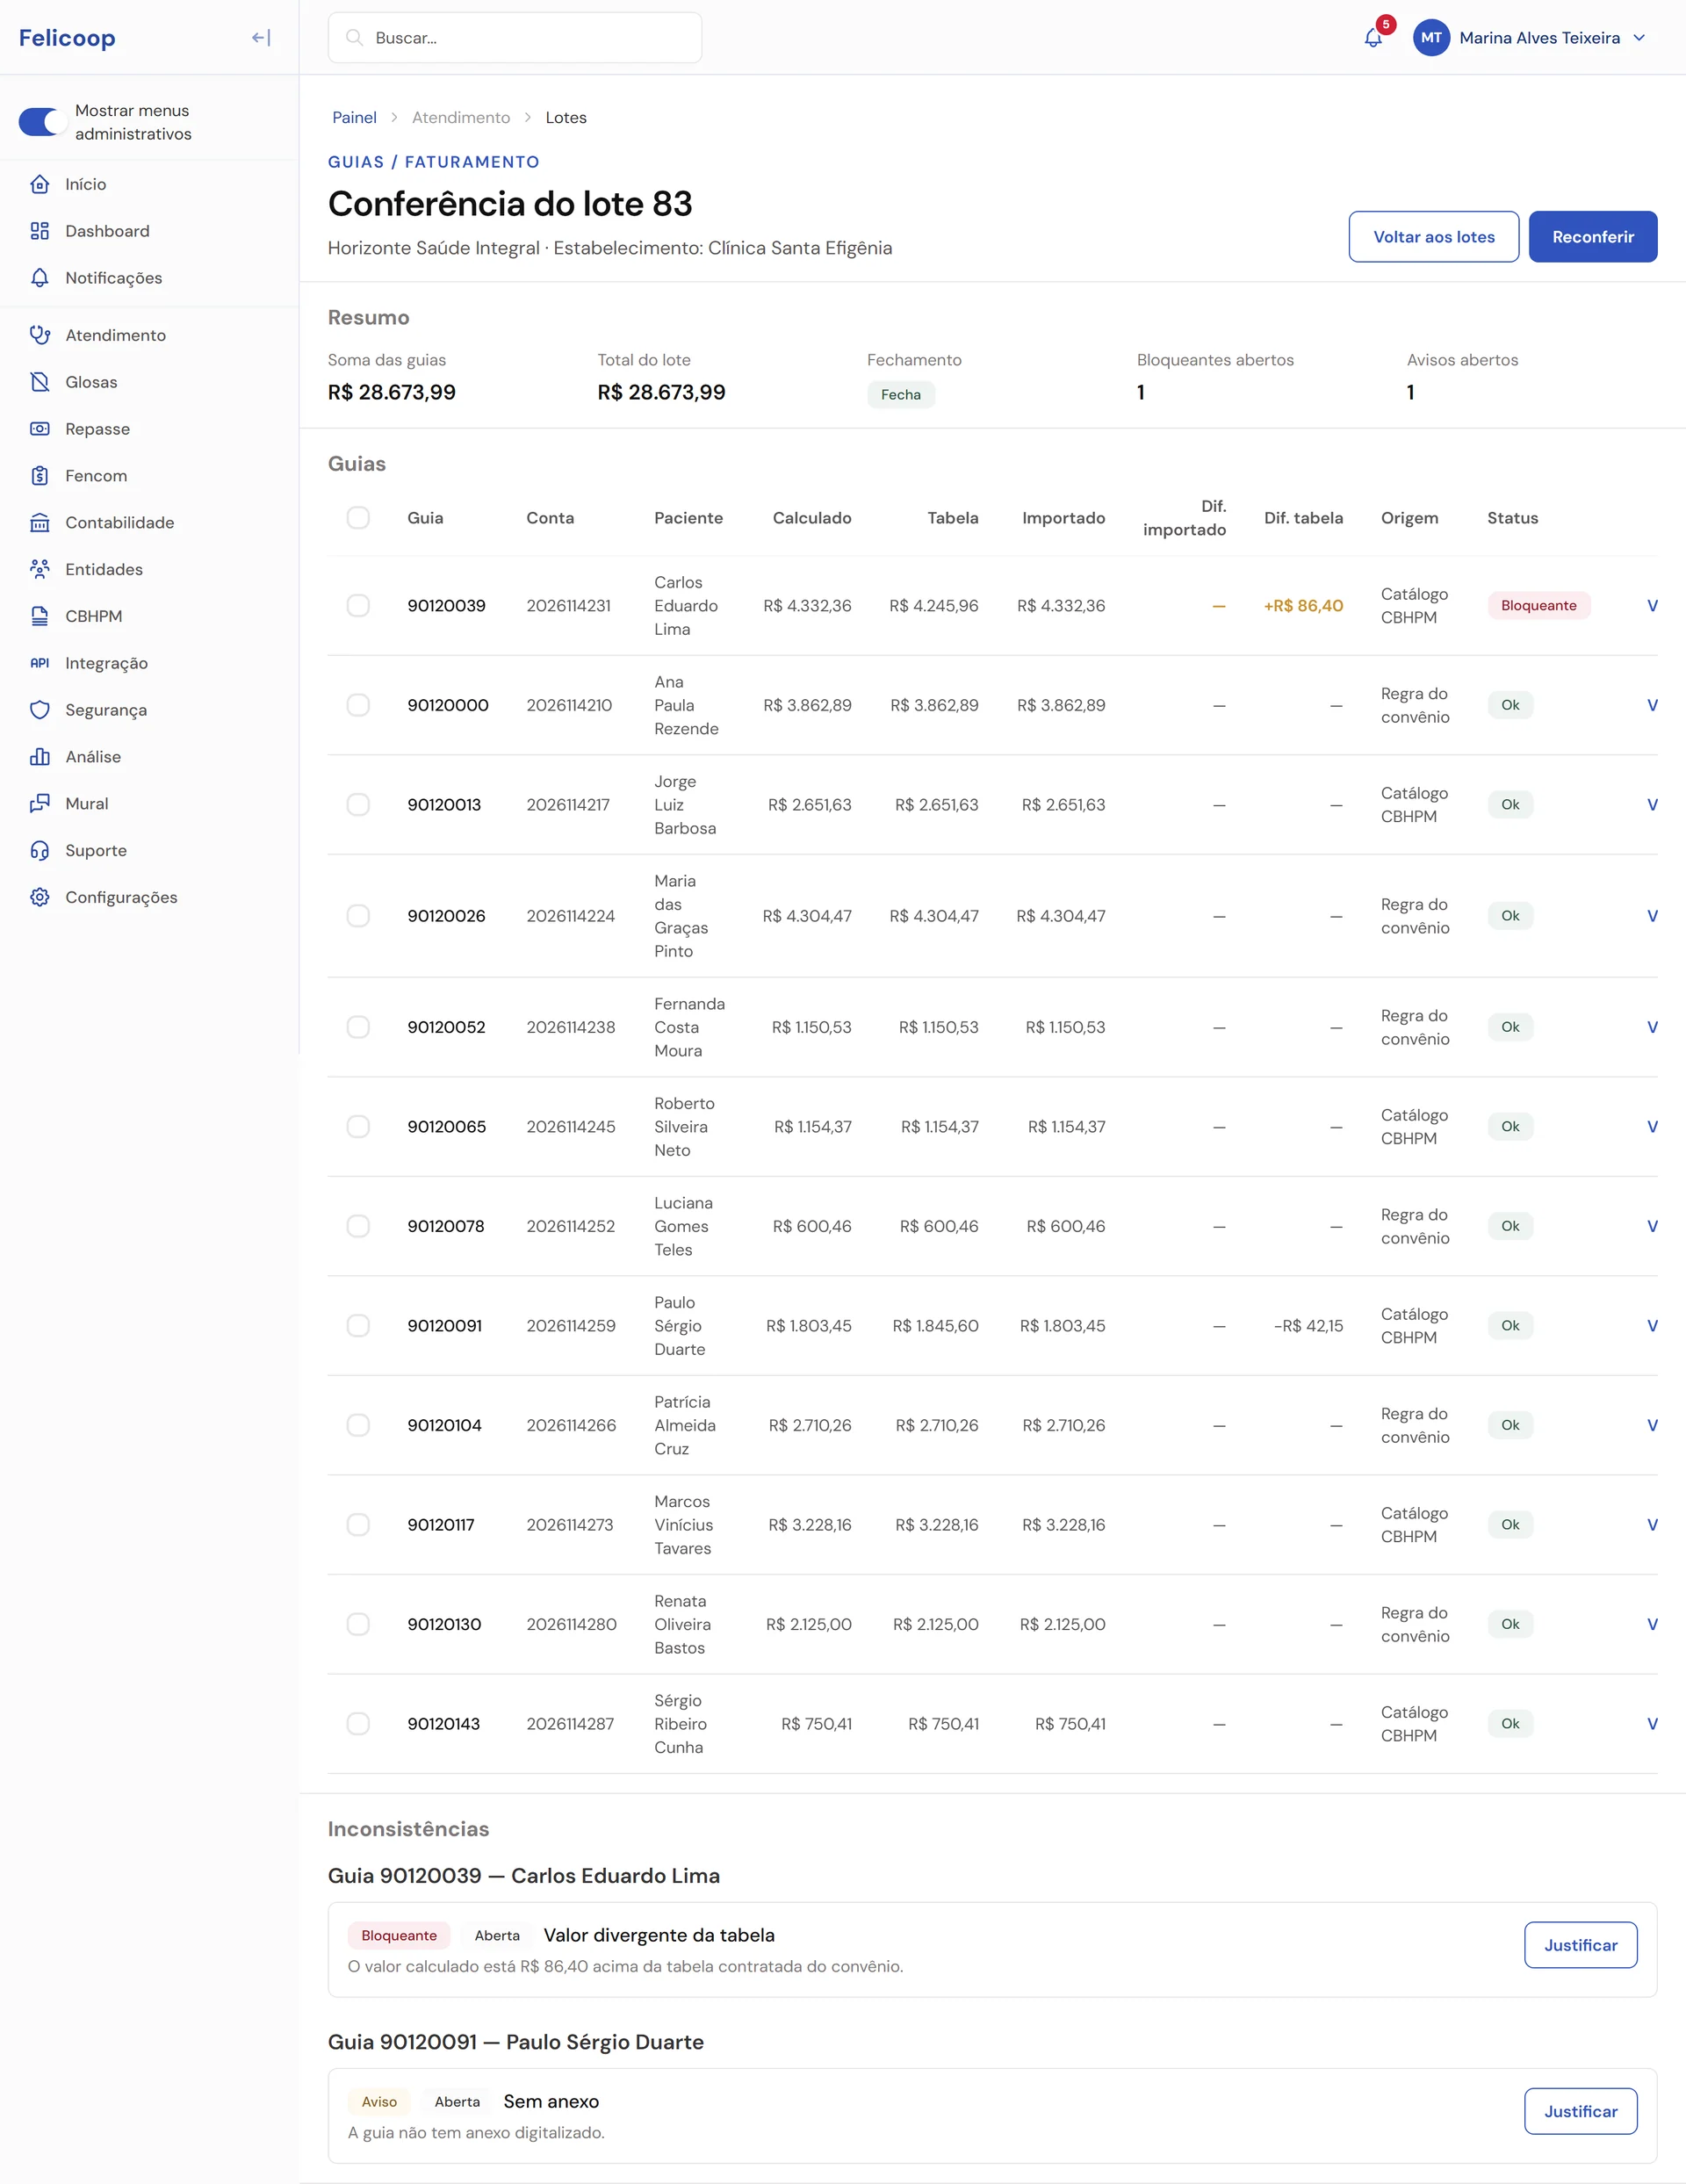 Felicoop
Buscar...
5
MT
Marina Alves Teixeira
Mostrar menus
administrativos
Início
Dashboard
Notificações
Atendimento
Glosas
Repasse
Fencom
Contabilidade
Entidades
CBHPM
API Integração
Segurança
Análise
Mural
Suporte
Configurações
Painel > Atendimento > Lotes
GUIAS / FATURAMENTO
Conferência do lote 83
Horizonte Saúde Integral · Estabelecimento: Clínica Santa Efigênia
Voltar aos lotes
Reconferir
Resumo
Soma das guias
R$ 28.673,99
Total do lote
R$ 28.673,99
Fechamento
Fecha
Bloqueantes abertos
1
Avisos abertos
1
Guias
Guia Conta Paciente Calculado Tabela Importado Dif. importado Dif. tabela Origem Status
90120039 2026114231 Carlos Eduardo Lima R$ 4.332,36 R$ 4.245,96 R$ 4.332,36 — +R$ 86,40 Catálogo CBHPM Bloqueante V
90120000 2026114210 Ana Paula Rezende R$ 3.862,89 R$ 3.862,89 R$ 3.862,89 — — Regra do convênio Ok V
90120013 2026114217 Jorge Luiz Barbosa R$ 2.651,63 R$ 2.651,63 R$ 2.651,63 — — Catálogo CBHPM Ok V
90120026 2026114224 Maria das Graças Pinto R$ 4.304,47 R$ 4.304,47 R$ 4.304,47 — — Regra do convênio Ok V
90120052 2026114238 Fernanda Costa Moura R$ 1.150,53 R$ 1.150,53 R$ 1.150,53 — — Regra do convênio Ok V
90120065 2026114245 Roberto Silveira Neto R$ 1.154,37 R$ 1.154,37 R$ 1.154,37 — — Catálogo CBHPM Ok V
90120078 2026114252 Luciana Gomes Teles R$ 600,46 R$ 600,46 R$ 600,46 — — Regra do convênio Ok V
90120091 2026114259 Paulo Sérgio Duarte R$ 1.803,45 R$ 1.845,60 R$ 1.803,45 — -R$ 42,15 Catálogo CBHPM Ok V
90120104 2026114266 Patrícia Almeida Cruz R$ 2.710,26 R$ 2.710,26 R$ 2.710,26 — — Regra do convênio Ok V
90120117 2026114273 Marcos Vinícius Tavares R$ 3.228,16 R$ 3.228,16 R$ 3.228,16 — — Catálogo CBHPM Ok V
90120130 2026114280 Renata Oliveira Bastos R$ 2.125,00 R$ 2.125,00 R$ 2.125,00 — — Regra do convênio Ok V
90120143 2026114287 Sérgio Ribeiro Cunha R$ 750,41 R$ 750,41 R$ 750,41 — — Catálogo CBHPM Ok V
Inconsistências
Guia 90120039 — Carlos Eduardo Lima
Bloqueante Aberta Valor divergente da tabela
O valor calculado está R$ 86,40 acima da tabela contratada do convênio.
Justificar
Guia 90120091 — Paulo Sérgio Duarte
Aviso Aberta Sem anexo
A guia não tem anexo digitalizado.
Justificar